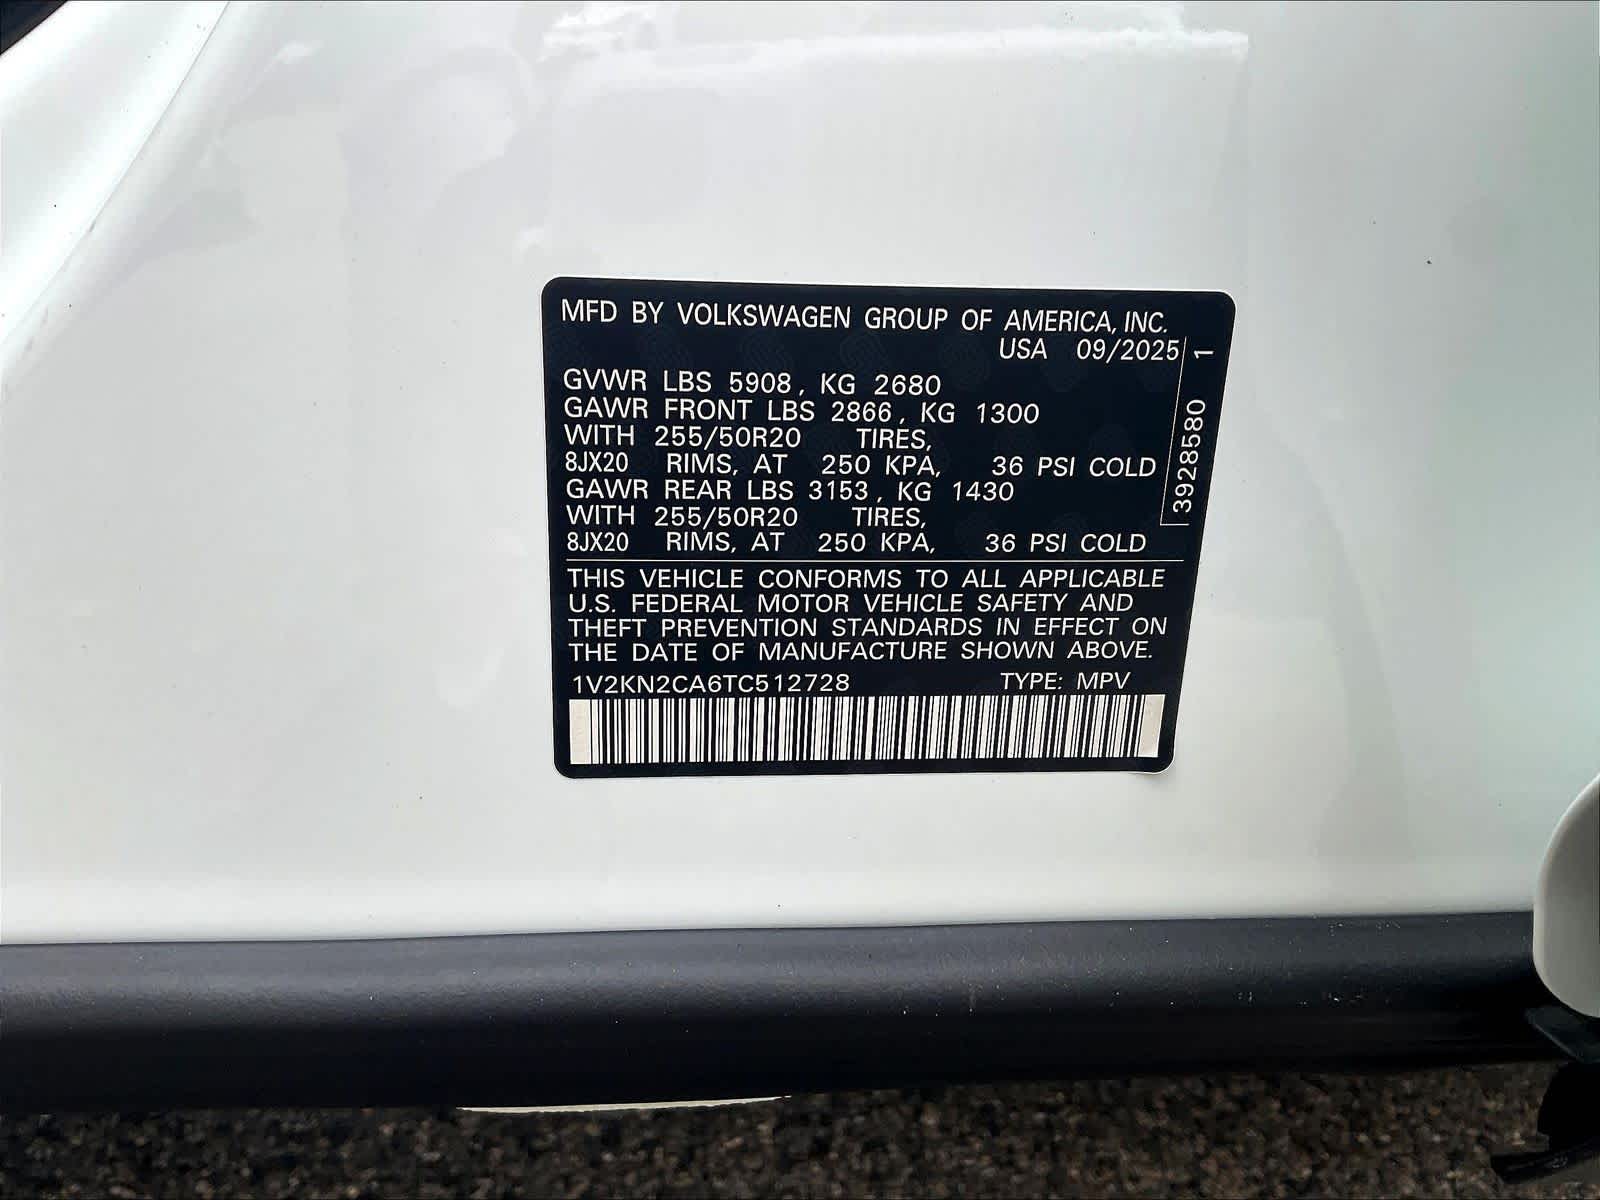 MFD BY VOLKSWAGEN GROUP OF AMERICA, INC.
USA 09/2025
GVWR LBS 5908, KG 2680
GAWR FRONT LBS 2866, KG 1300
WITH 255/50R20 TIRES,
8JX20 RIMS, AT 250 KPA, 36 PSI COLD
GAWR REAR LBS 3153, KG 1430
WITH 255/50R20 TIRES,
8JX20 RIMS, AT 250 KPA, 36 PSI COLD
3928580 1
THIS VEHICLE CONFORMS TO ALL APPLICABLE
U.S. FEDERAL MOTOR VEHICLE SAFETY AND
THEFT PREVENTION STANDARDS IN EFFECT ON
THE DATE OF MANUFACTURE SHOWN ABOVE.
1V2KN2CA6TC512728 TYPE: MPV